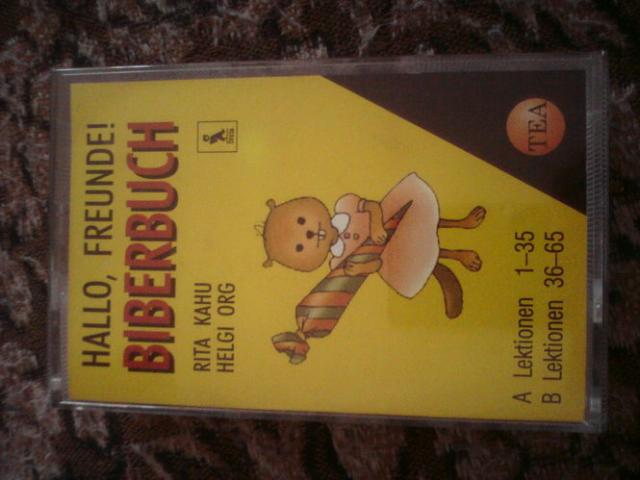 HALLO, FREUNDE!
BIBERBUCH
RITA KAHU
HELGI ORG
TEA
A Lektionen 1-35
B Lektionen 36-65